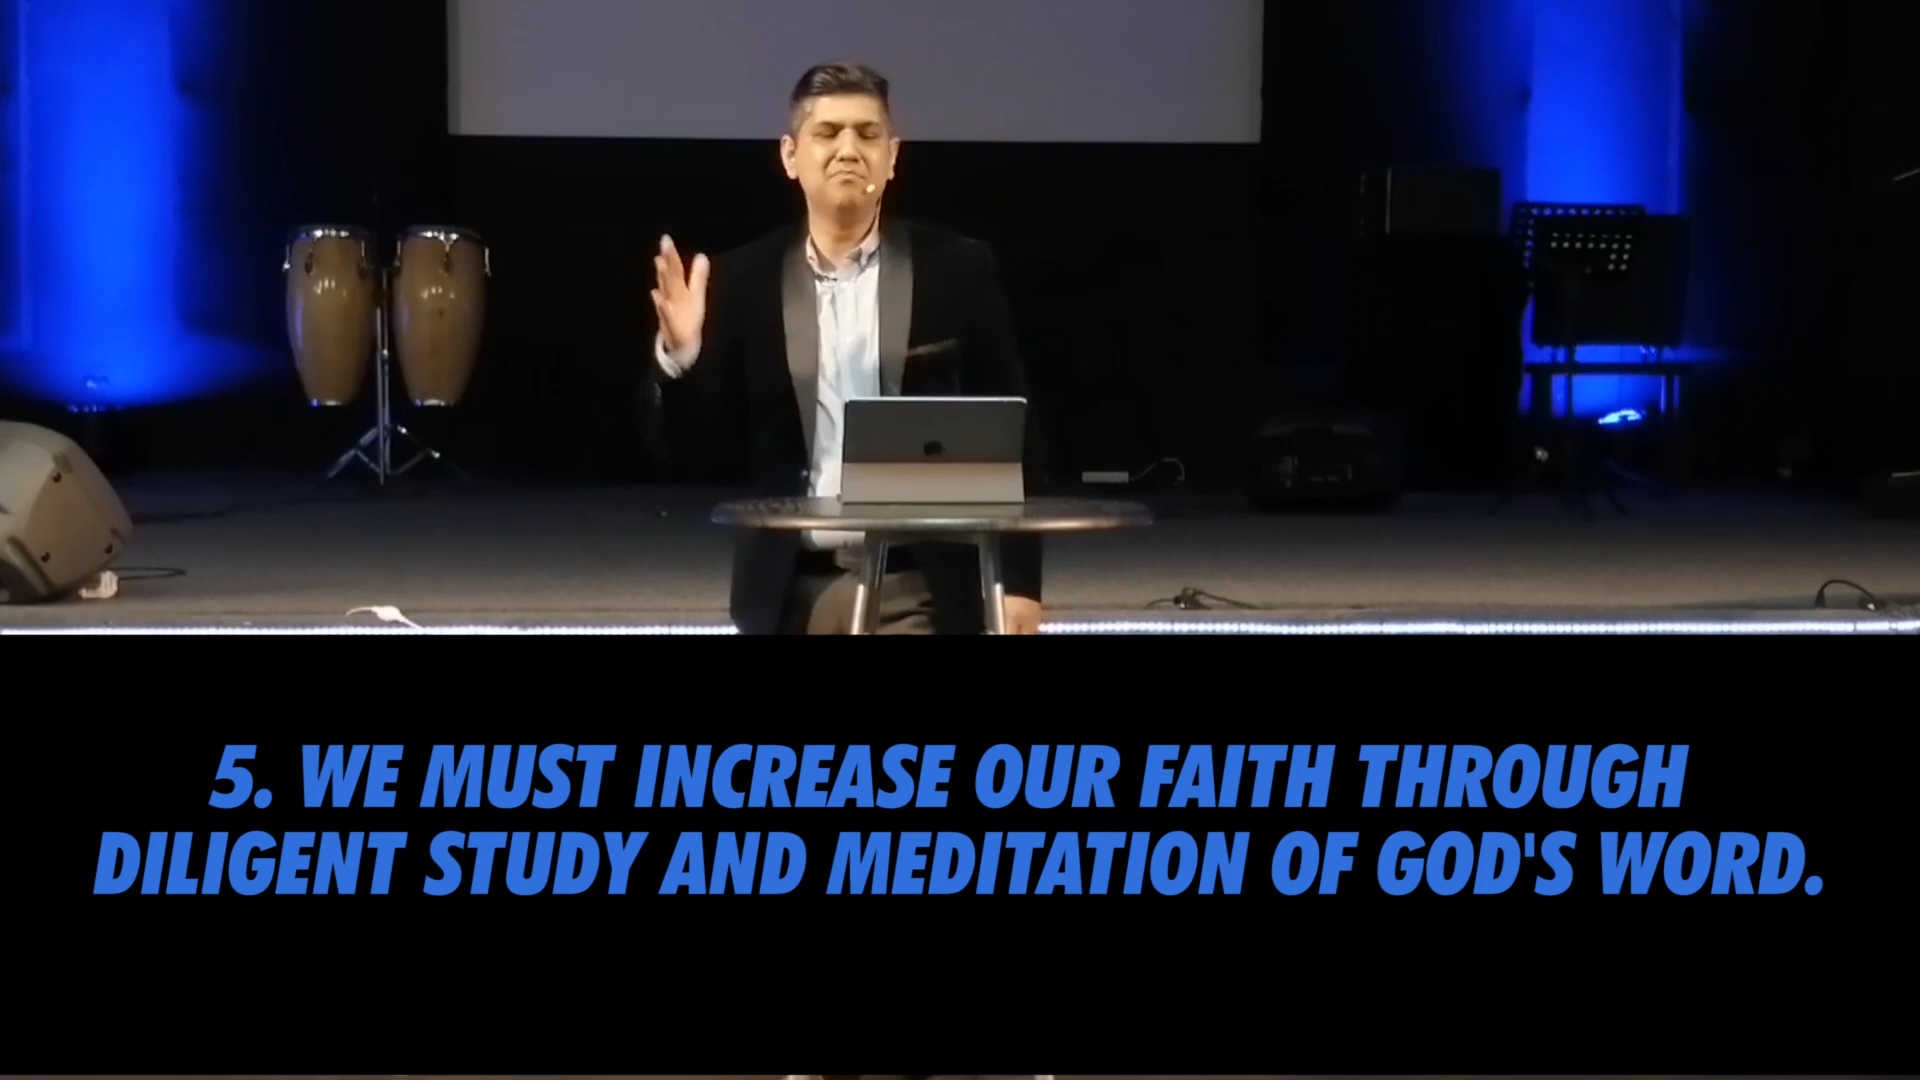 5. WE MUST INCREASE OUR FAITH THROUGH
DILIGENT STUDY AND MEDITATION OF GOD'S WORD.